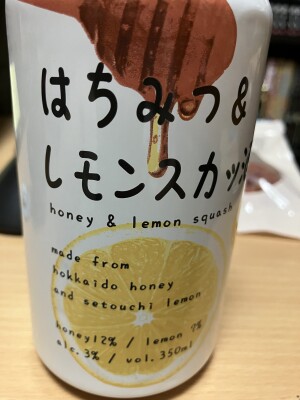 はちみつ&
レモンスカッシ
honey & lemon squash
made from
hokkaido honey
and setouchi lemon
honey12% / lemon 7%
alc.3% / vol.350ml